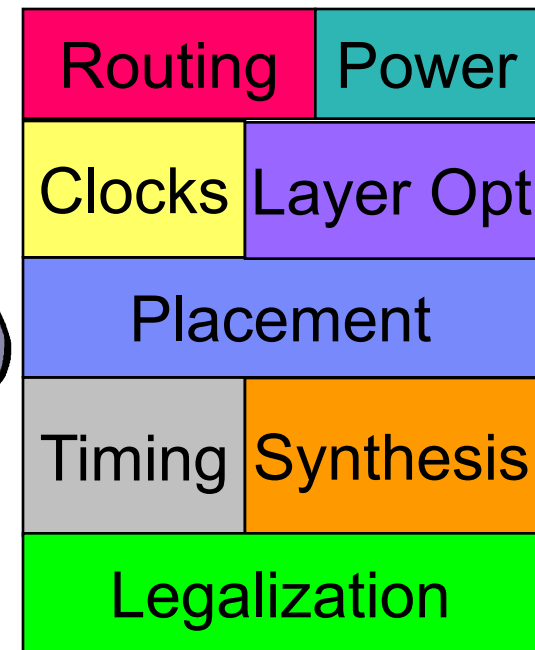 Routing Power
Clocks Layer Opt
Placement
Timing Synthesis
Legalization